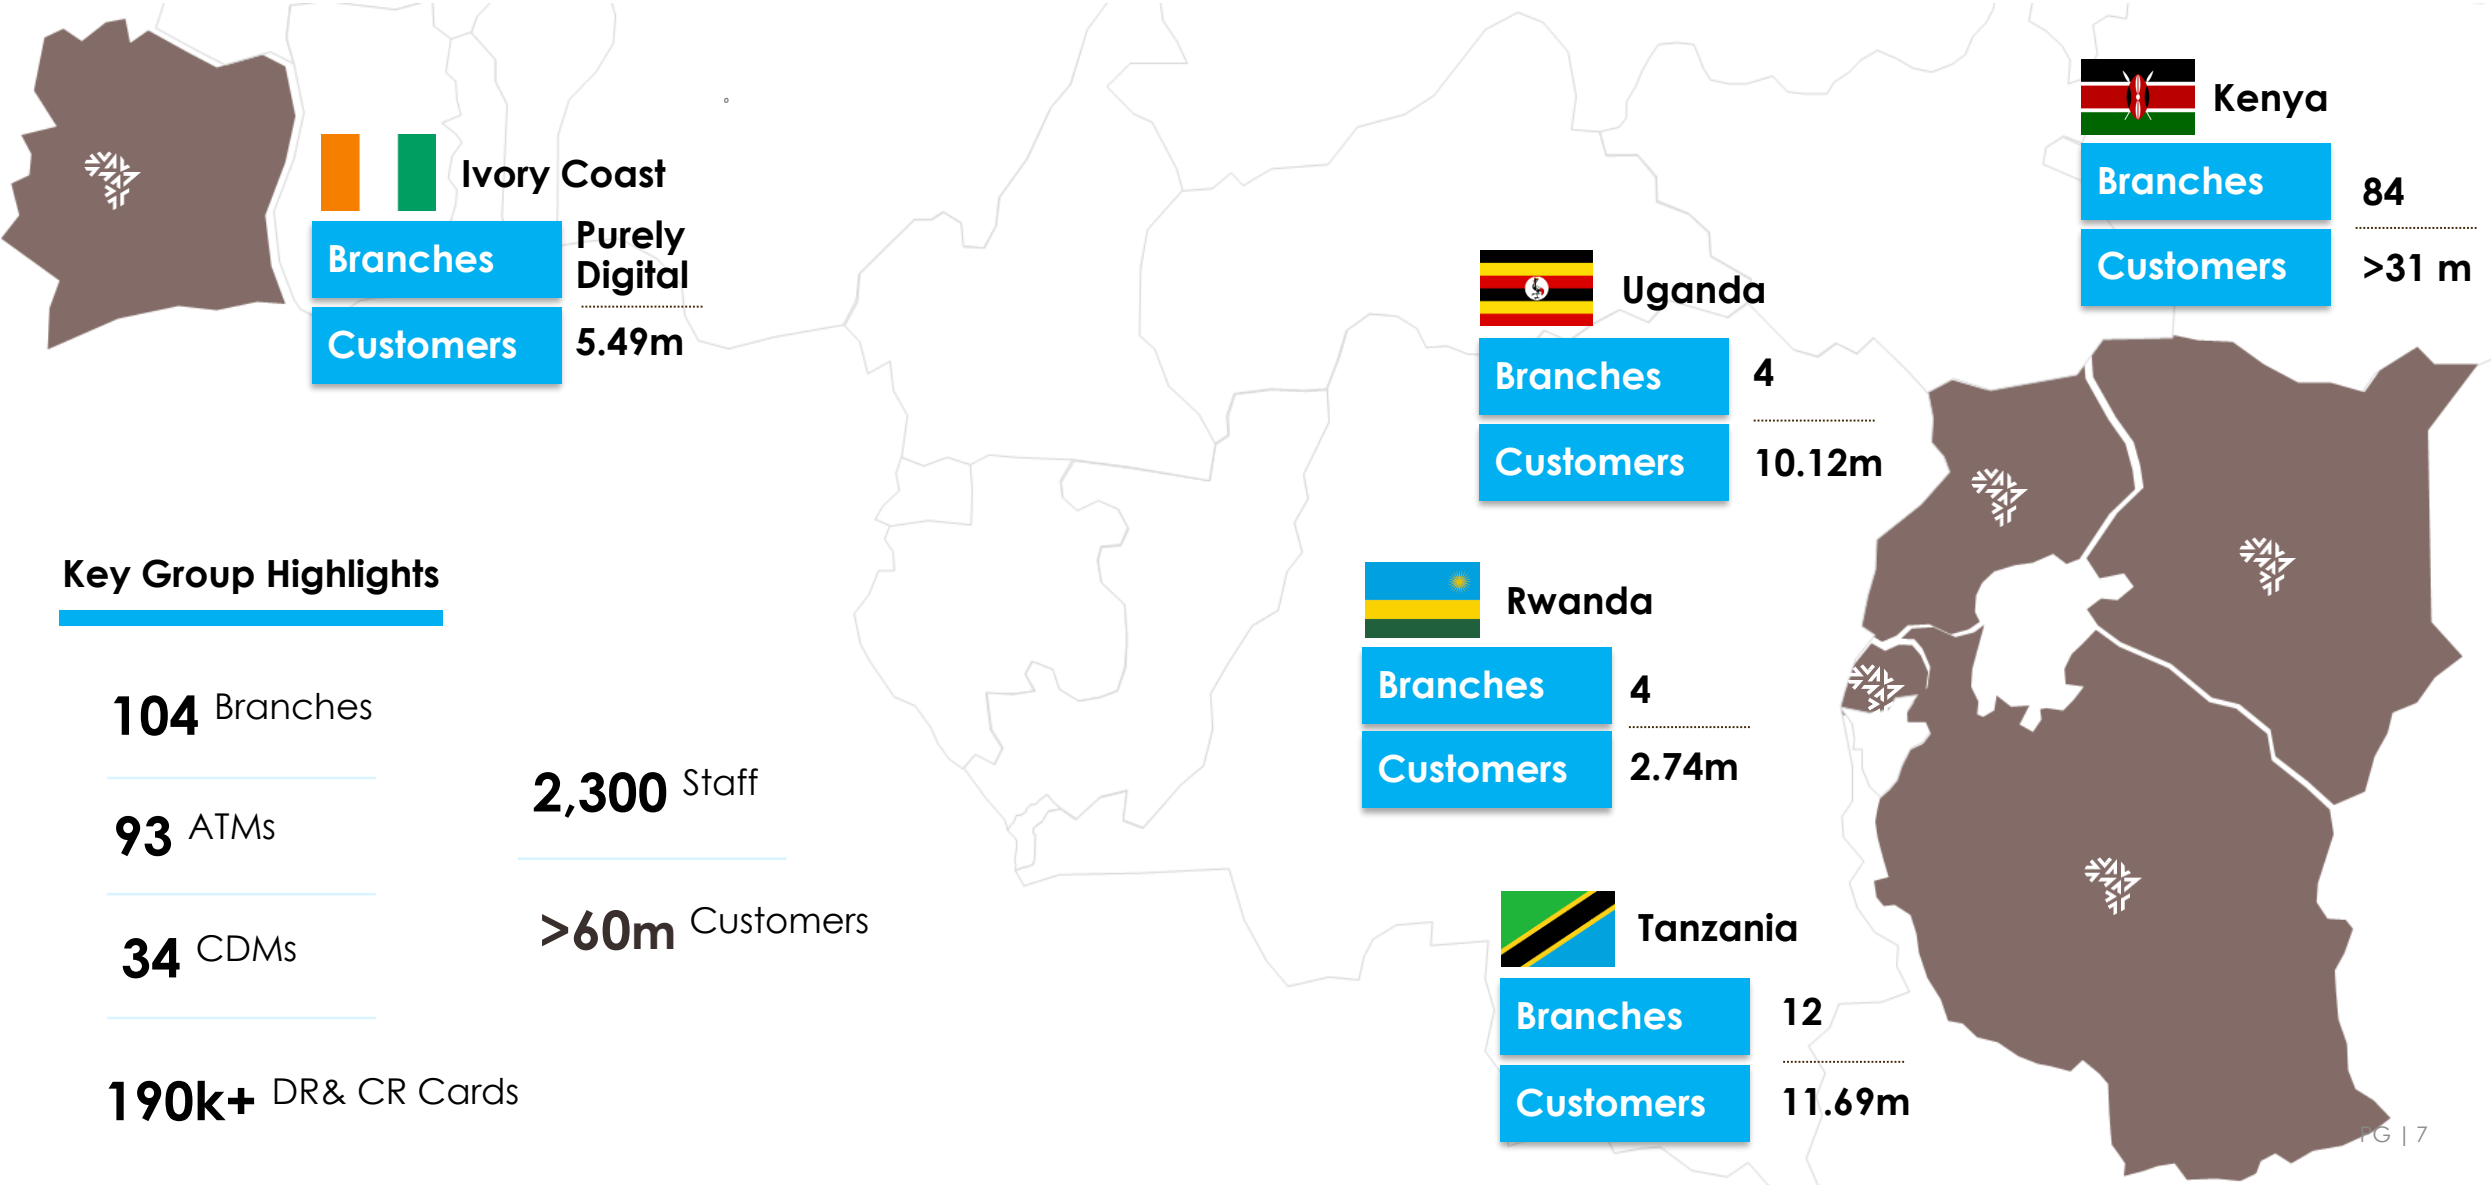 Ivory Coast
Branches
Purely
Digital
Customers
5.49m
Kenya
Branches
84
Customers
>31 m
Uganda
Branches
4
Customers
10.12m
Rwanda
Branches
4
Customers
2.74m
Tanzania
Branches
12
Customers
11.69m
Key Group Highlights
104 Branches
93 ATMs
34 CDMs
190k+ DR& CR Cards
2,300 Staff
>60m Customers
PG | 7